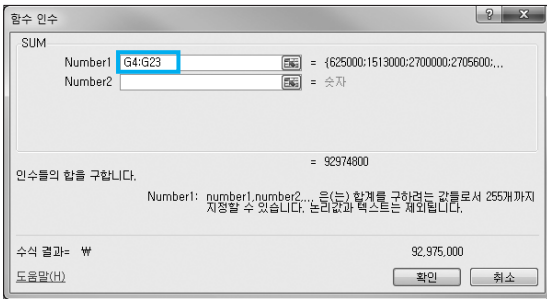 함수 인수
SUM
Number1 G4:G23 = {625000;1513000;2700000;2705600;...
Number2 = 숫자
= 92974800
인수들의 합을 구합니다.
Number1: number1,number2,... 은(는) 합계를 구하려는 값들로서 255개까지
지정할 수 있습니다. 논리값과 텍스트는 제외됩니다.
수식 결과= ₩ 92,975,000
도움말(H) 확인 취소